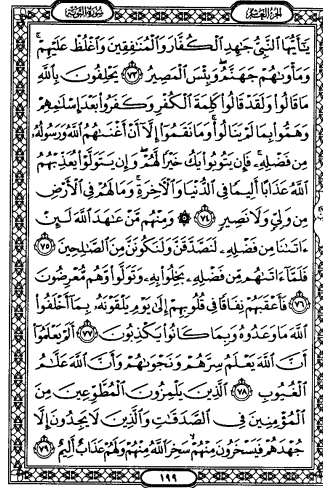 سورة التوبة الجزء العاشر
يَٰٓأَيُّهَا ٱلنَّبِىُّ جَٰهِدِ ٱلْكُفَّارَ وَٱلْمُنَٰفِقِينَ وَٱغْلُظْ عَلَيْهِمْ ۚ
وَمَأْوَىٰهُمْ جَهَنَّمُ ۖ وَبِئْسَ ٱلْمَصِيرُ ﴿٧٣﴾ يَحْلِفُونَ بِٱللَّهِ
مَا قَالُوا۟ وَلَقَدْ قَالُوا۟ كَلِمَةَ ٱلْكُفْرِ وَكَفَرُوا۟ بَعْدَ إِسْلَٰمِهِمْ
وَهَمُّوا۟ بِمَا لَمْ يَنَالُوا۟ ۚ وَمَا نَقَمُوٓا۟ إِلَّآ أَنْ أَغْنَىٰهُمُ ٱللَّهُ وَرَسُولُهُۥ
مِن فَضْلِهِۦ ۚ فَإِن يَتُوبُوا۟ يَكُ خَيْرًا لَّهُمْ ۖ وَإِن يَتَوَلَّوْا۟ يُعَذِّبْهُمُ
ٱللَّهُ عَذَابًا أَلِيمًا فِى ٱلدُّنْيَا وَٱلْءَاخِرَةِ ۚ وَمَا لَهُمْ فِى ٱلْأَرْضِ
مِن وَلِىٍّ وَلَا نَصِيرٍ ﴿٧٤﴾ ۞ وَمِنْهُم مَّنْ عَٰهَدَ ٱللَّهَ لَئِنْ
ءَاتَىٰنَا مِن فَضْلِهِۦ لَنَصَّدَّقَنَّ وَلَنَكُونَنَّ مِنَ ٱلصَّٰلِحِينَ ﴿٧٥﴾
فَلَمَّآ ءَاتَىٰهُم مِّن فَضْلِهِۦ بَخِلُوا۟ بِهِۦ وَتَوَلَّوا۟ وَّهُم مُّعْرِضُونَ
﴿٧٦﴾ فَأَعْقَبَهُمْ نِفَاقًا فِى قُلُوبِهِمْ إِلَىٰ يَوْمِ يَلْقَوْنَهُۥ بِمَآ أَخْلَفُوا۟
ٱللَّهَ مَا وَعَدُوهُ وَبِمَا كَانُوا۟ يَكْذِبُونَ ﴿٧٧﴾ أَلَمْ يَعْلَمُوٓا۟
أَنَّ ٱللَّهَ يَعْلَمُ سِرَّهُمْ وَنَجْوَىٰهُمْ وَأَنَّ ٱللَّهَ عَلَّٰمُ
ٱلْغُيُوبِ ﴿٧٨﴾ ٱلَّذِينَ يَلْمِزُونَ ٱلْمُطَّوِّعِينَ مِنَ
ٱلْمُؤْمِنِينَ فِى ٱلصَّدَقَٰتِ وَٱلَّذِينَ لَا يَجِدُونَ إِلَّا
جُهْدَهُمْ فَيَسْخَرُونَ مِنْهُمْ ۙ سَخِرَ ٱللَّهُ مِنْهُمْ وَلَهُمْ عَذَابٌ أَلِيمٌ ﴿٧٩﴾
١٩٩